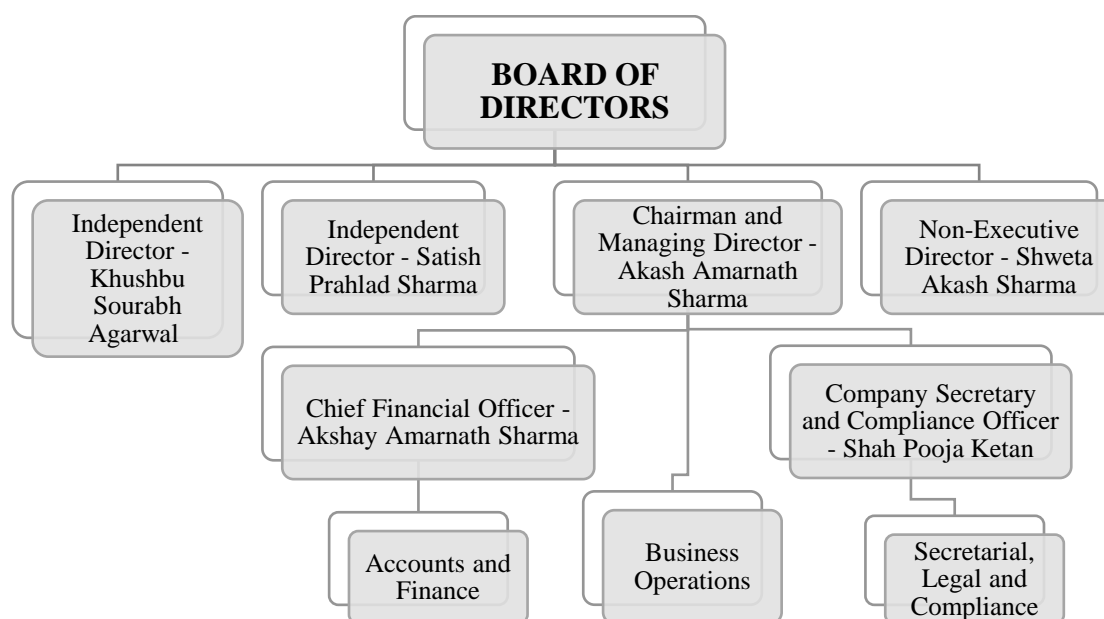 BOARD OF
DIRECTORS
Independent
Director -
Khushbu
Sourabh
Agarwal
Independent
Director - Satish
Prahlad Sharma
Chairman and
Managing Director -
Akash Amarnath
Sharma
Non-Executive
Director - Shweta
Akash Sharma
Chief Financial Officer -
Akshay Amarnath Sharma
Company Secretary
and Compliance Officer
- Shah Pooja Ketan
Accounts and
Finance
Business
Operations
Secretarial,
Legal and
Compliance